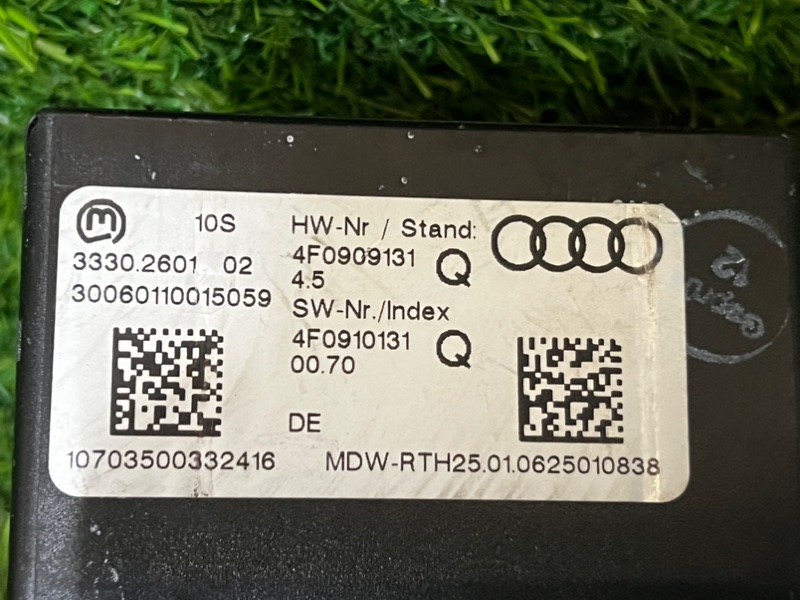 m
10S
3330.2601 02
30060110015059
HW-Nr / Stand:
4F0909131 Q
4.5
SW-Nr./Index
4F0910131 Q
00.70
DE
10703500332416
MDW-RTH25.01.0625010838
12